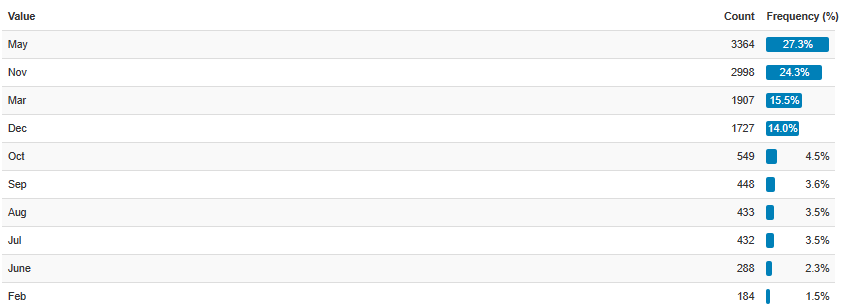 Value Count Frequency (%)
May 3364 27.3%
Nov 2998 24.3%
Mar 1907 15.5%
Dec 1727 14.0%
Oct 549 4.5%
Sep 448 3.6%
Aug 433 3.5%
Jul 432 3.5%
June 288 2.3%
Feb 184 1.5%